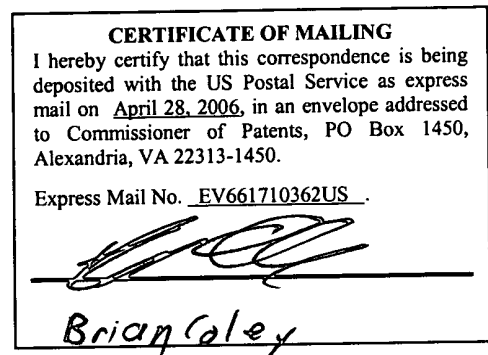 CERTIFICATE OF MAILING
I hereby certify that this correspondence is being
deposited with the US Postal Service as express
mail on April 28, 2006, in an envelope addressed
to Commissioner of Patents, PO Box 1450,
Alexandria, VA 22313-1450.
Express Mail No. EV661710362US .
Brian Coley